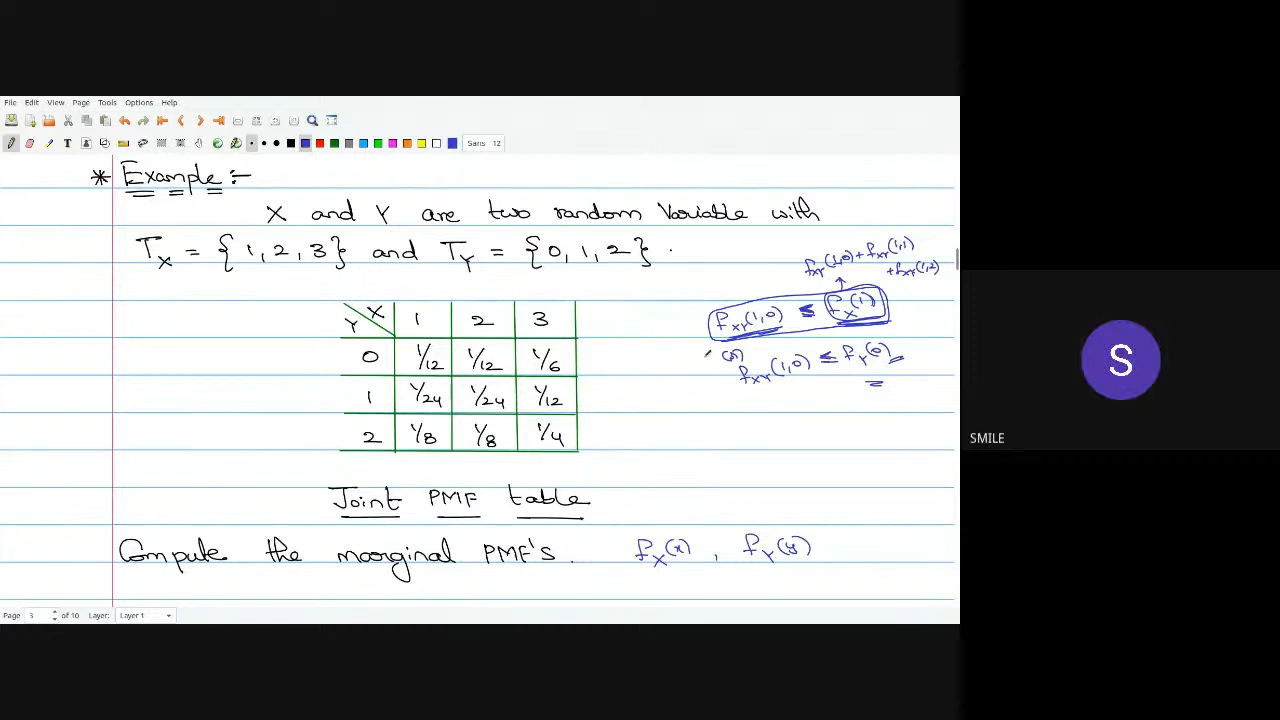 File Edit View Page Tools Options Help
Sans 12
* Example :-
X and Y are two random variable with
T_X = {1, 2, 3} and T_Y = {0, 1, 2} .
f_XY(1,0) + f_XY(1,1)
+ f_XY(1,2)
↑
f_XY(1,0) ≤ f_X(1)
f_XY(1,0) ≤ f_Y(0)
Y X 1 2 3
0 1/12 1/12 1/6
1 1/24 1/24 1/12
2 1/8 1/8 1/4
Joint PMF table
Compute the marginal PMF's . f_X(x) , f_Y(y)
Page 3 of 10 Layer: Layer 1
S
SMILE